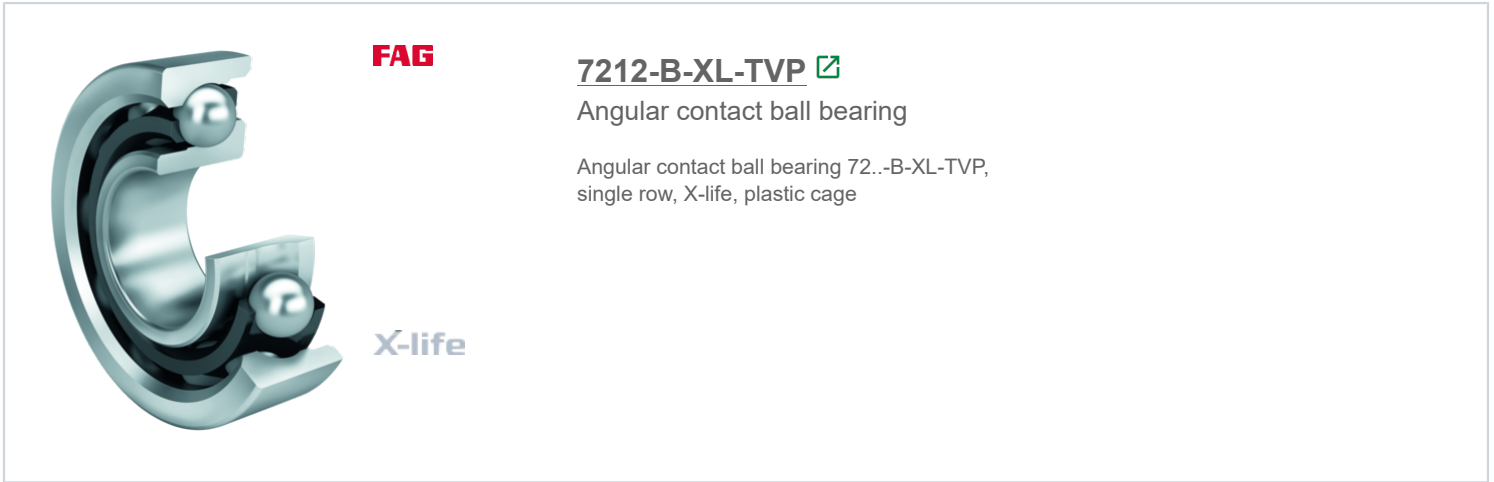 FAG
7212-B-XL-TVP
Angular contact ball bearing
Angular contact ball bearing 72..-B-XL-TVP,
single row, X-life, plastic cage
X-life